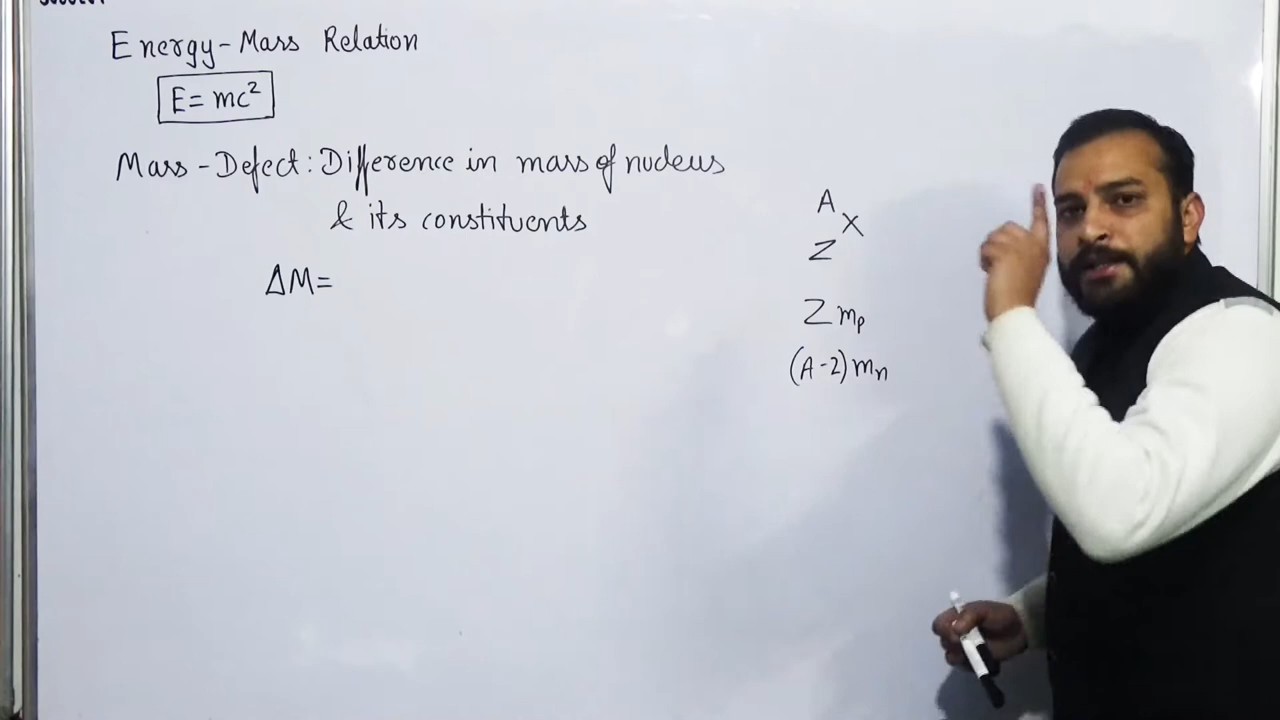 Energy-Mass Relation
E = mc²
Mass-Defect: Difference in mass of nucleus
& its constituents
ΔM =
A
X
Z
Z mₚ
(A-Z) mₙ